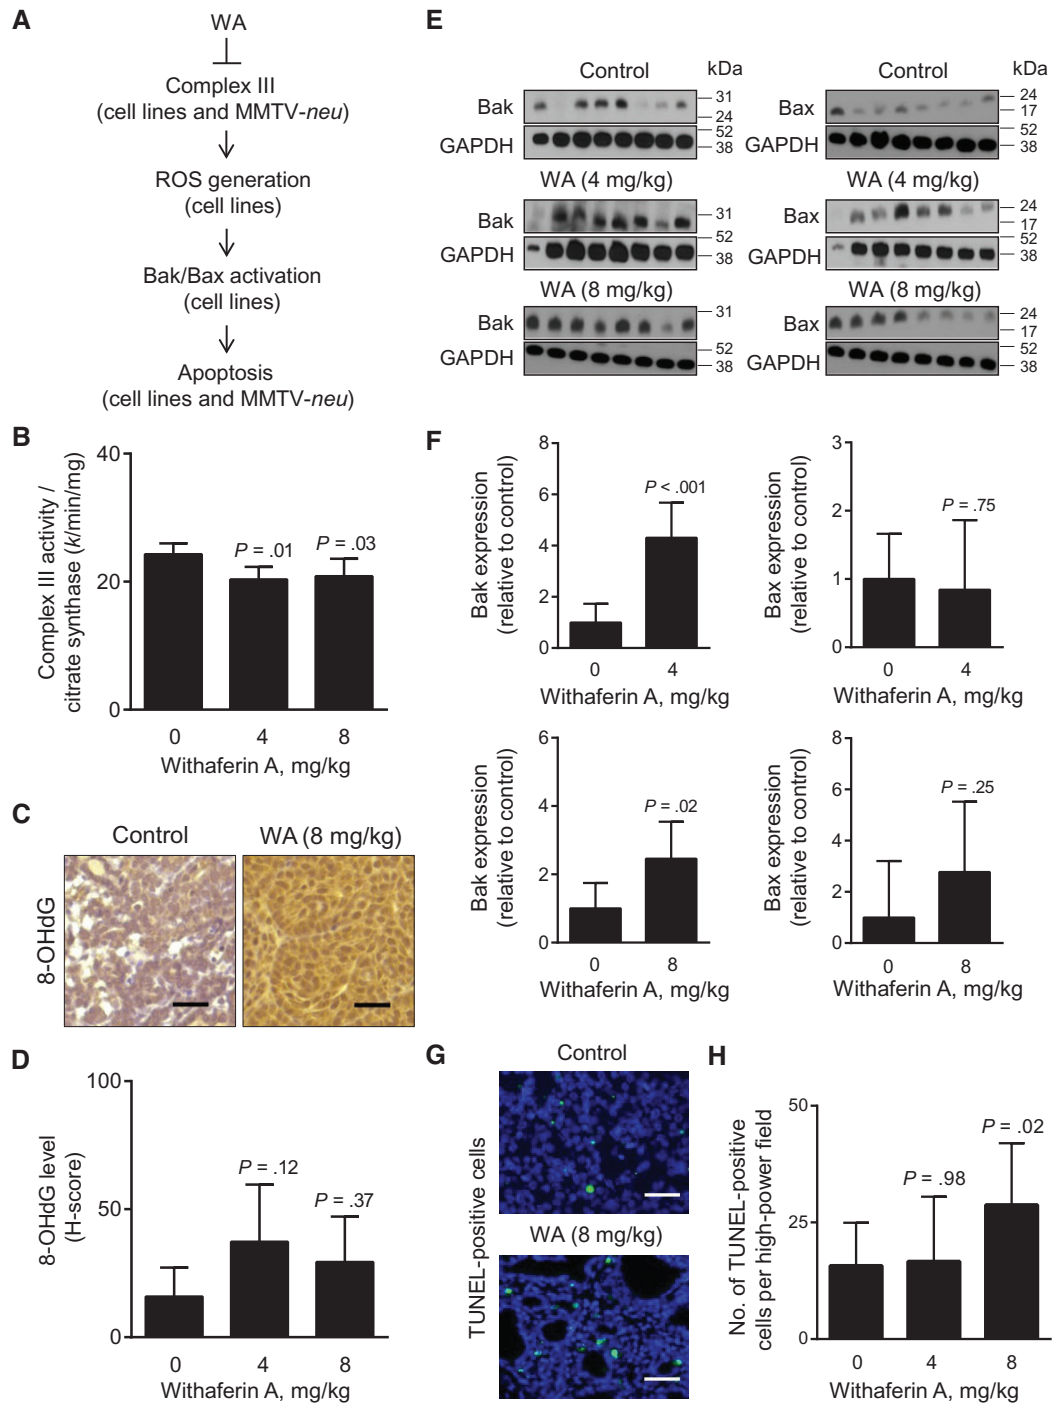 A
WA
Complex III
(cell lines and MMTV-neu)
ROS generation
(cell lines)
Bak/Bax activation
(cell lines)
Apoptosis
(cell lines and MMTV-neu)
B
Complex III activity /
citrate synthase (k/min/mg)
40
20
0
P = .01
P = .03
0 4 8
Withaferin A, mg/kg
C
Control
WA (8 mg/kg)
8-OHdG
D
8-OHdG level
(H-score)
100
50
0
P = .12
P = .37
0 4 8
Withaferin A, mg/kg
E
Control
kDa
Bak
31
24
GAPDH
52
38
WA (4 mg/kg)
Bak
31
GAPDH
52
38
WA (8 mg/kg)
Bak
31
GAPDH
52
38
Control
kDa
Bax
24
17
GAPDH
52
38
WA (4 mg/kg)
Bax
24
17
GAPDH
52
38
WA (8 mg/kg)
Bax
24
17
GAPDH
52
38
F
Bak expression
(relative to control)
8
6
4
2
0
P < .001
0 4
Withaferin A, mg/kg
Bax expression
(relative to control)
3
2
1
0
P = .75
0 4
Withaferin A, mg/kg
Bak expression
(relative to control)
6
4
2
0
P = .02
0 8
Withaferin A, mg/kg
Bax expression
(relative to control)
8
6
4
2
0
P = .25
0 8
Withaferin A, mg/kg
G
Control
WA (8 mg/kg)
TUNEL-positive cells
H
No. of TUNEL-positive
cells per high-power field
50
25
0
P = .98
P = .02
0 4 8
Withaferin A, mg/kg